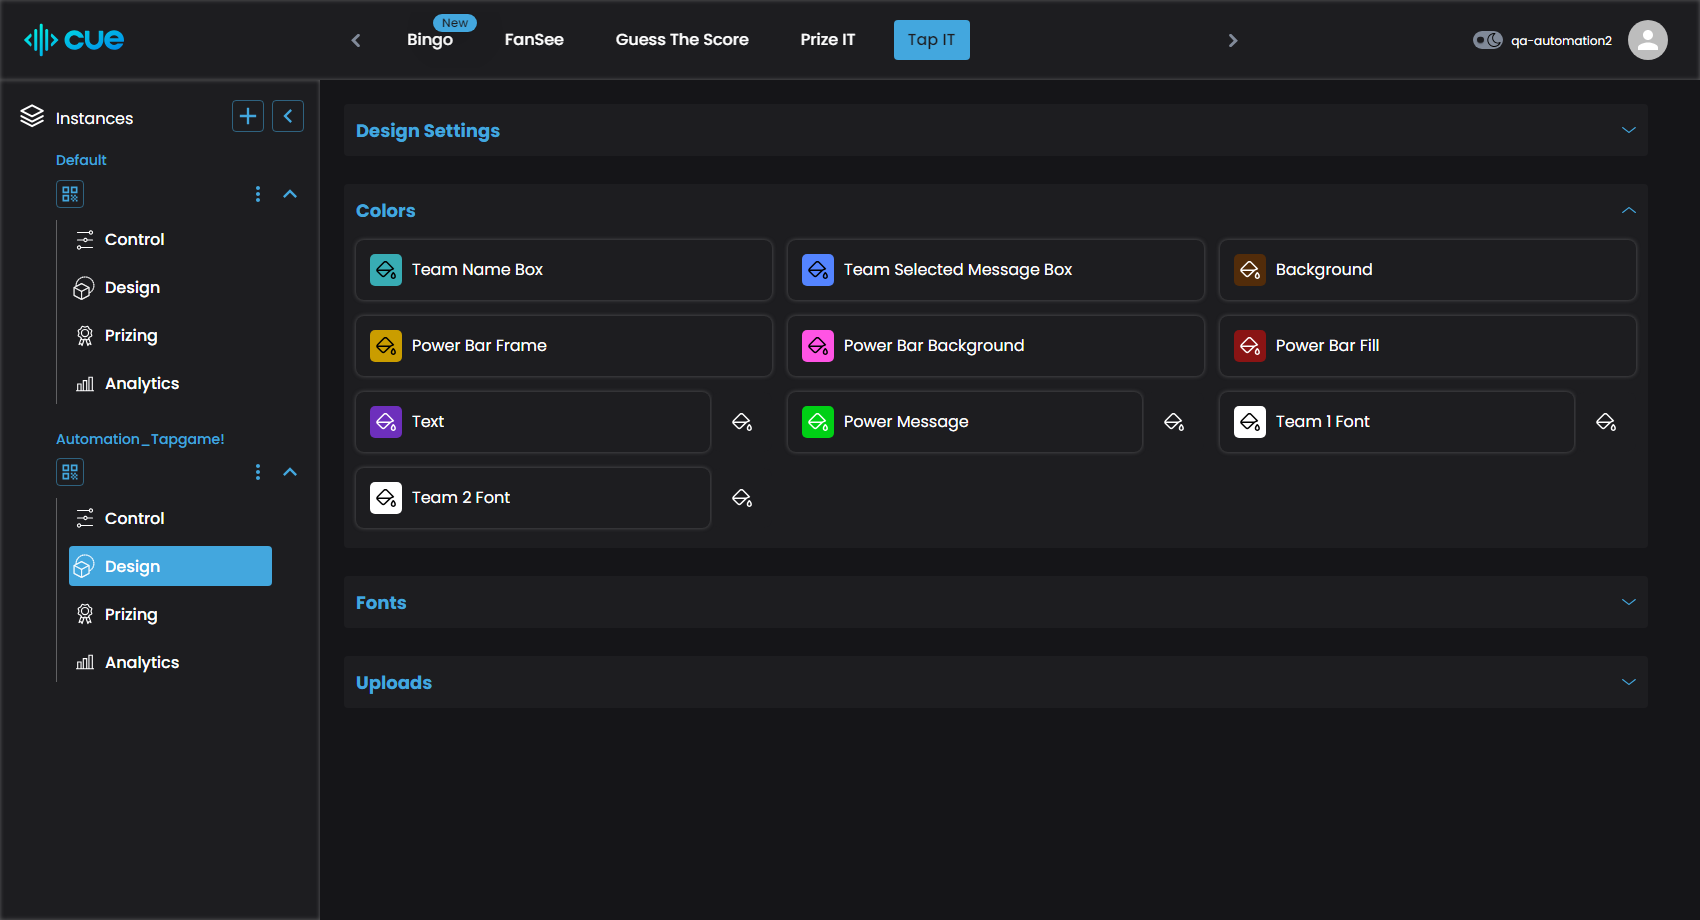 cue
New
Bingo
FanSee
Guess The Score
Prize IT
Tap IT
qa-automation2
Instances
Default
Control
Design
Prizing
Analytics
Automation_Tapgame!
Control
Design
Prizing
Analytics
Design Settings
Colors
Team Name Box
Team Selected Message Box
Background
Power Bar Frame
Power Bar Background
Power Bar Fill
Text
Power Message
Team 1 Font
Team 2 Font
Fonts
Uploads